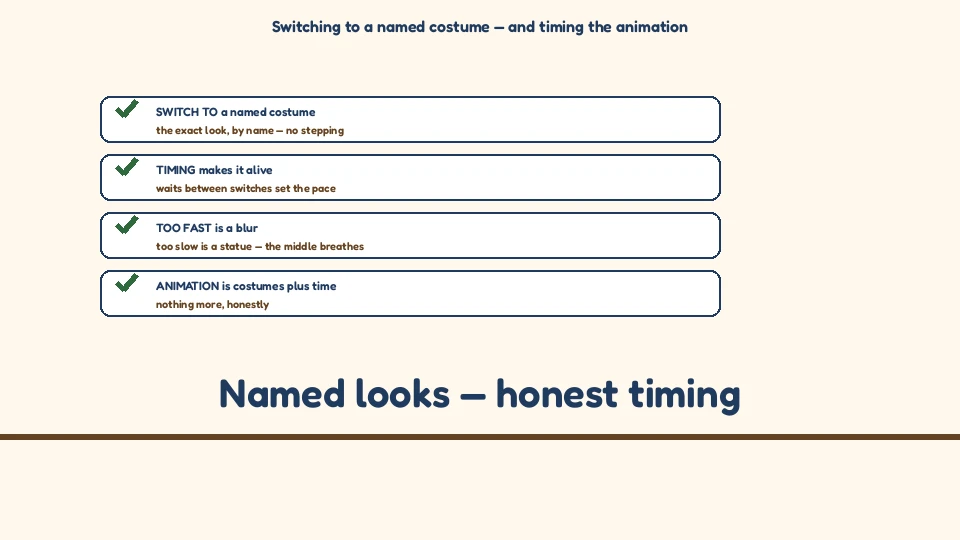 Switching to a named costume — and timing the animation
SWITCH TO a named costume
the exact look, by name — no stepping
TIMING makes it alive
waits between switches set the pace
TOO FAST is a blur
too slow is a statue — the middle breathes
ANIMATION is costumes plus time
nothing more, honestly
Named looks — honest timing